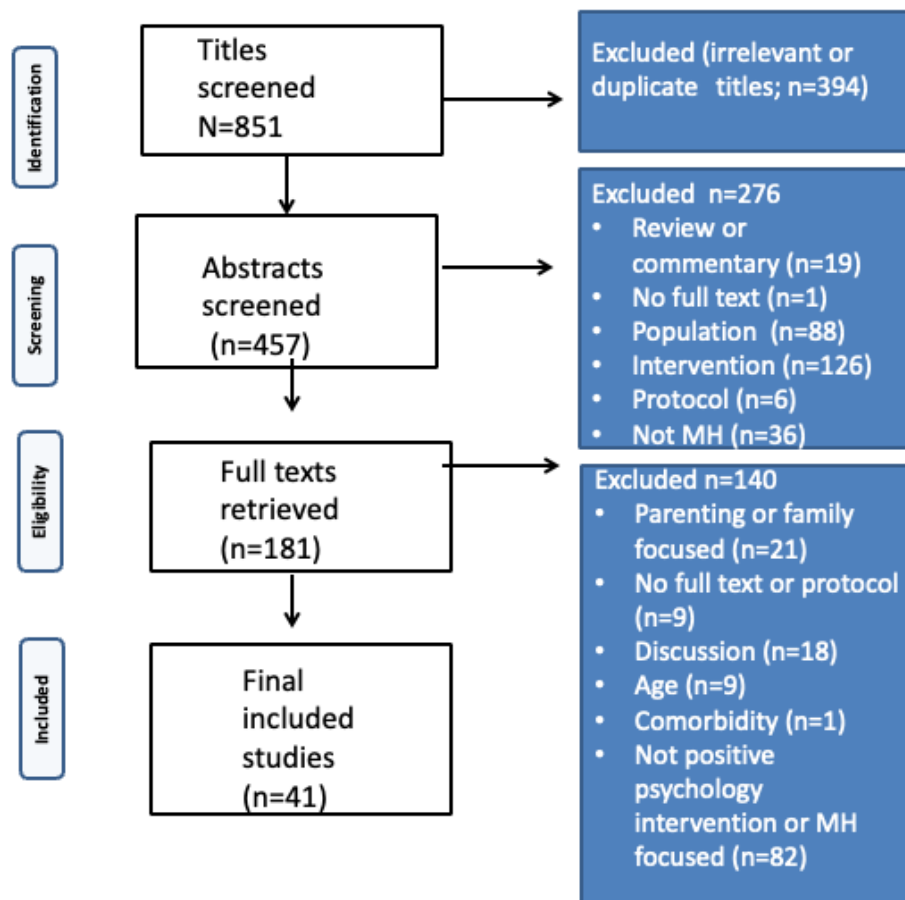 Identification
Titles
screened
N=851
Excluded (irrelevant or
duplicate titles; n=394)
Screening
Abstracts
screened
(n=457)
Excluded n=276
• Review or
commentary (n=19)
• No full text (n=1)
• Population (n=88)
• Intervention (n=126)
• Protocol (n=6)
• Not MH (n=36)
Eligibility
Full texts
retrieved
(n=181)
Excluded n=140
• Parenting or family
focused (n=21)
• No full text or protocol
(n=9)
• Discussion (n=18)
• Age (n=9)
• Comorbidity (n=1)
• Not positive
psychology
intervention or MH
focused (n=82)
Included
Final
included
studies
(n=41)